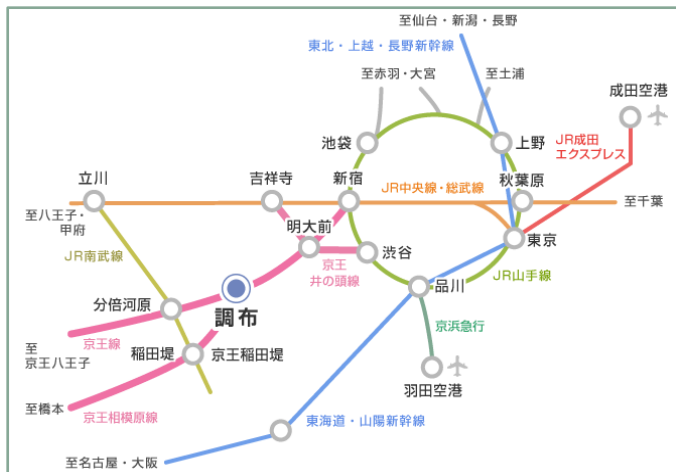 至仙台・新潟・長野
東北・上越・長野新幹線
至赤羽・大宮
至土浦
成田空港
池袋
上野
JR成田
エクスプレス
立川
吉祥寺
新宿
JR中央線・総武線
秋葉原
至八王子・
甲府
至千葉
明大前
渋谷
東京
JR南武線
京王
井の頭線
品川
JR山手線
分倍河原
調布
京浜急行
京王線
至
京王八王子
稲田堤
京王稲田堤
羽田空港
至橋本
京王相模原線
東海道・山陽新幹線
至名古屋・大阪